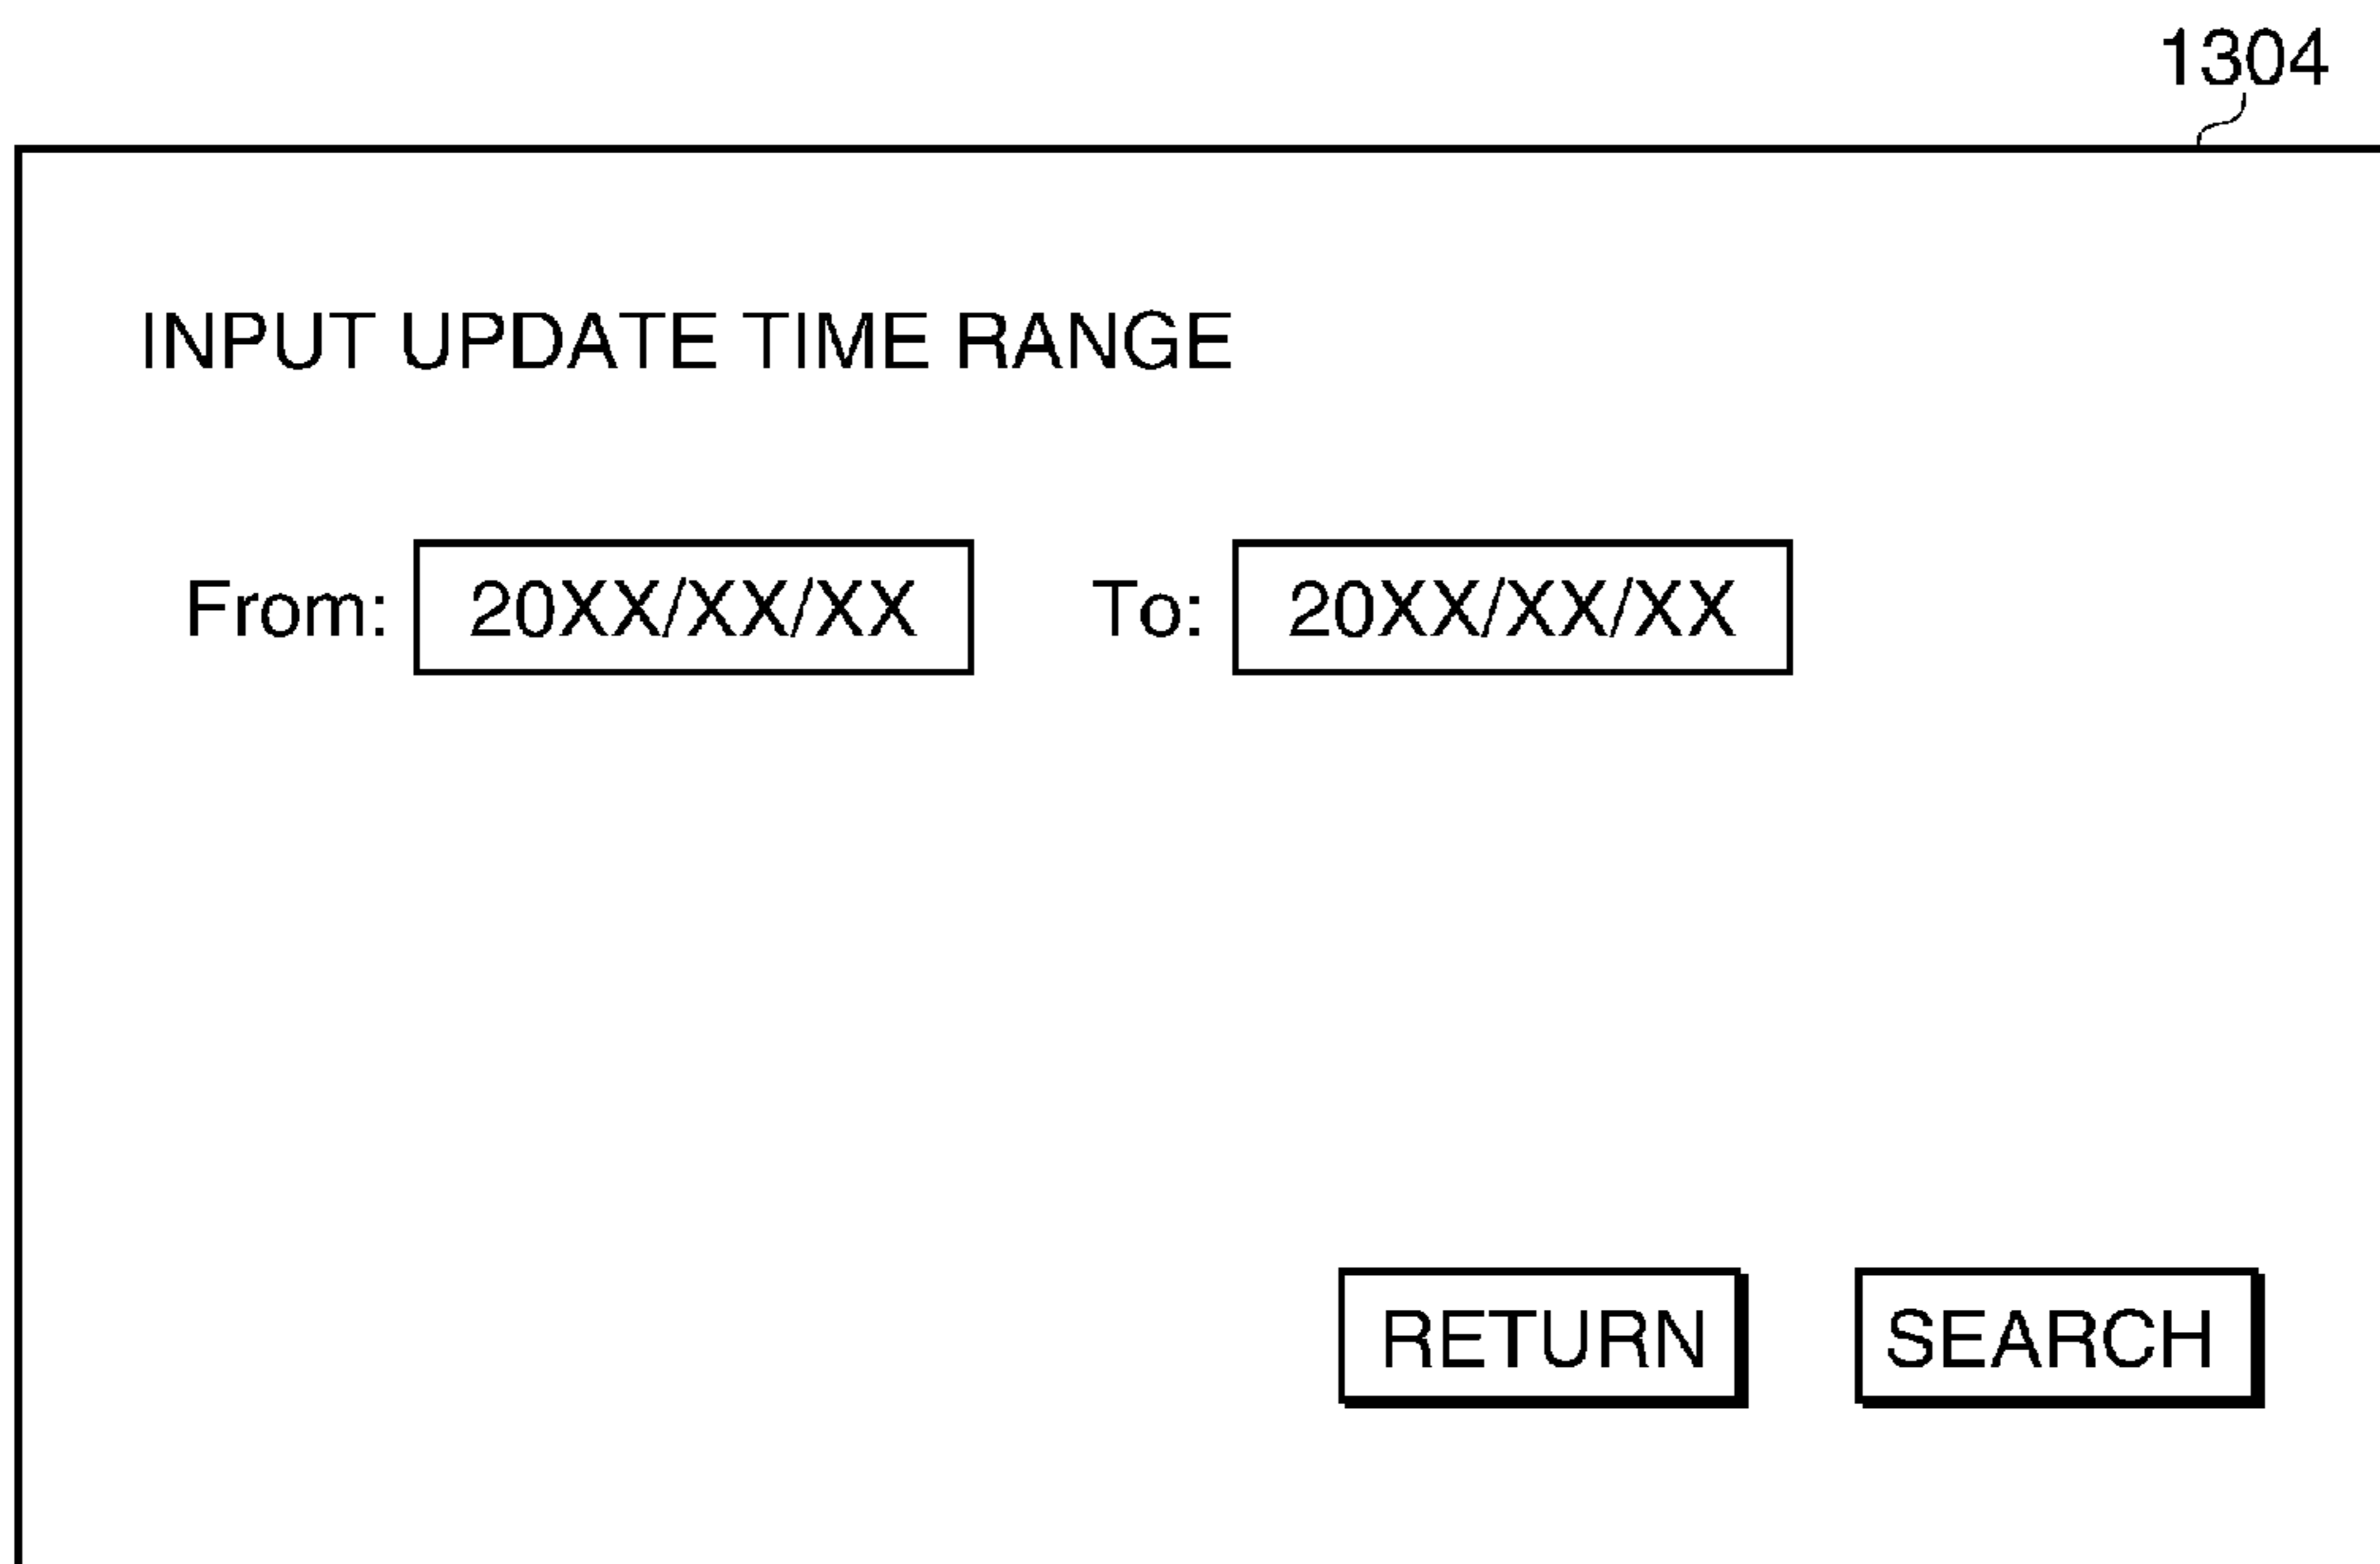 1304
INPUT UPDATE TIME RANGE
From: 20XX/XX/XX To: 20XX/XX/XX
RETURN SEARCH